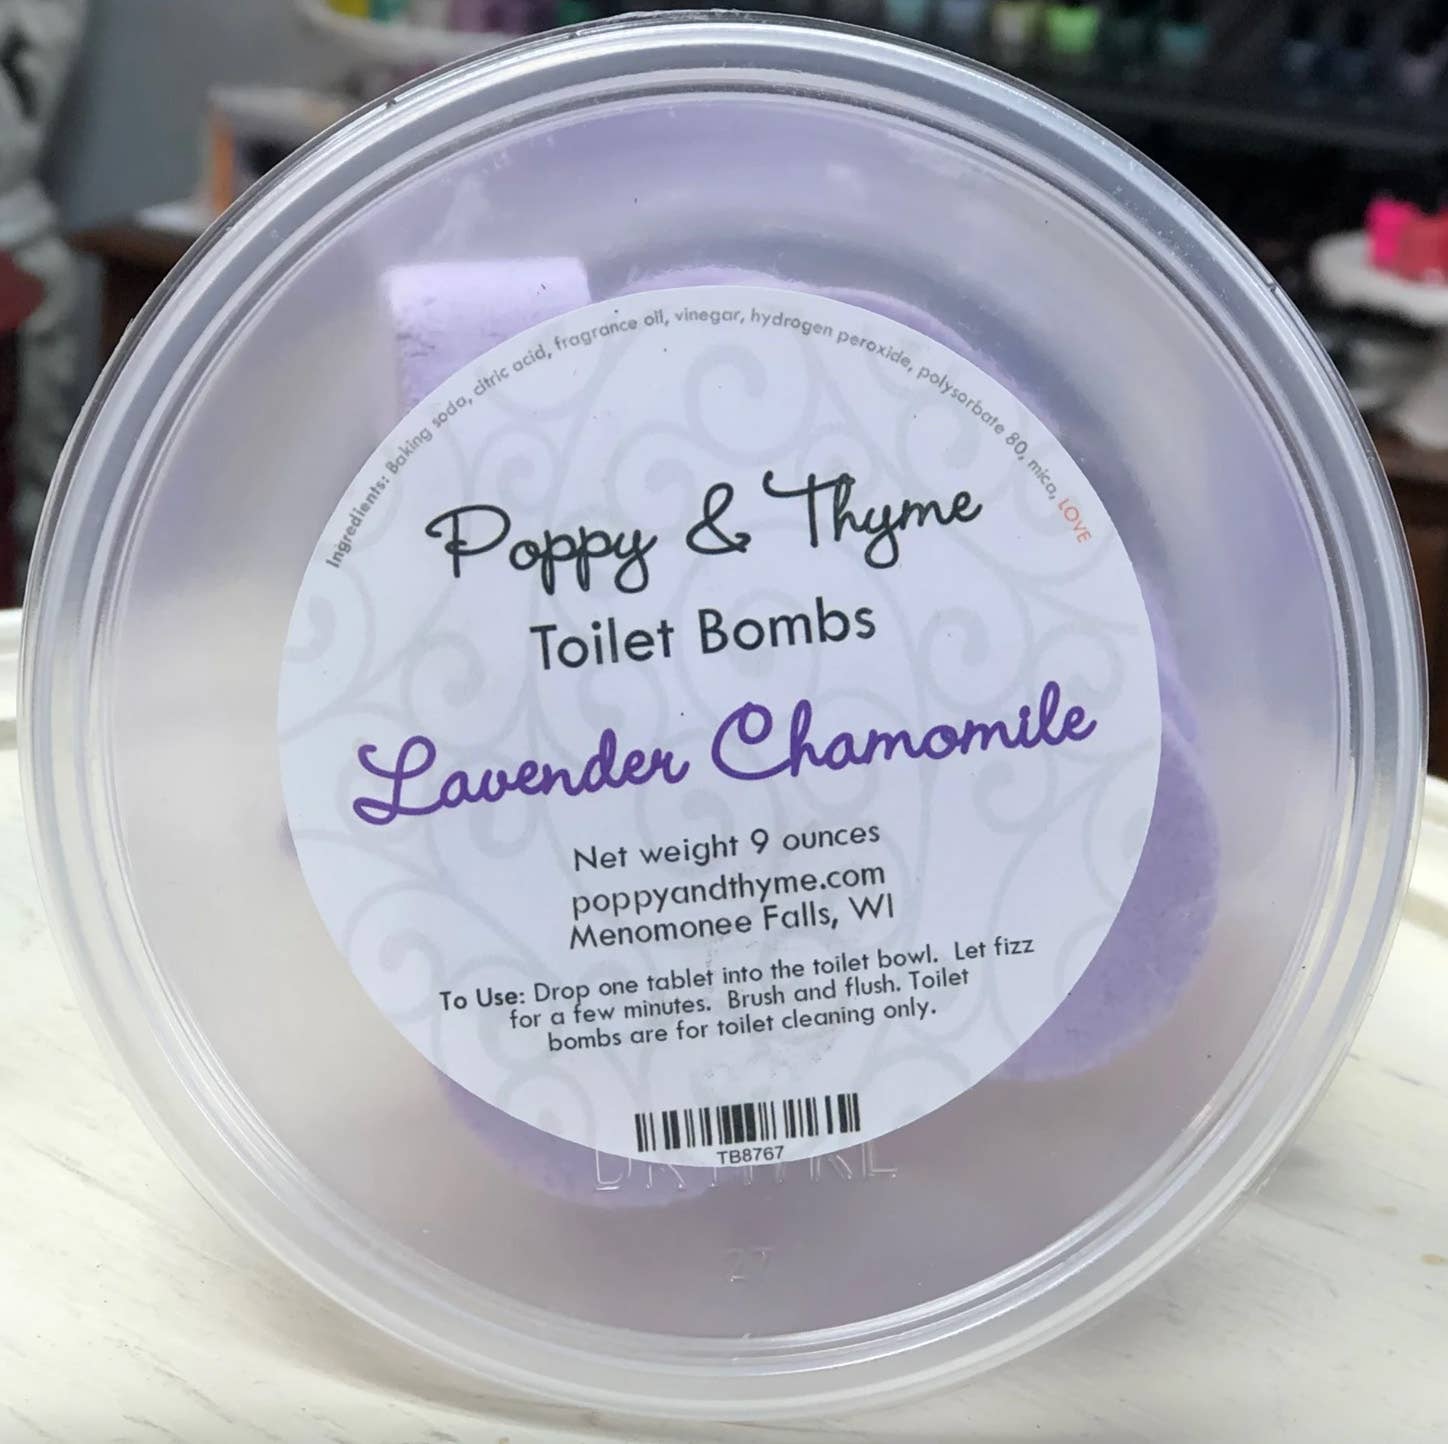 Ingredients: Baking soda, citric acid, fragrance oil, vinegar, hydrogen peroxide, polysorbate 80, mica, LOVE
Poppy & Thyme
Toilet Bombs
Lavender Chamomile
Net weight 9 ounces
poppyandthyme.com
Menomonee Falls, WI
To Use: Drop one tablet into the toilet bowl. Let fizz
for a few minutes. Brush and flush. Toilet
bombs are for toilet cleaning only.
TB8767
27